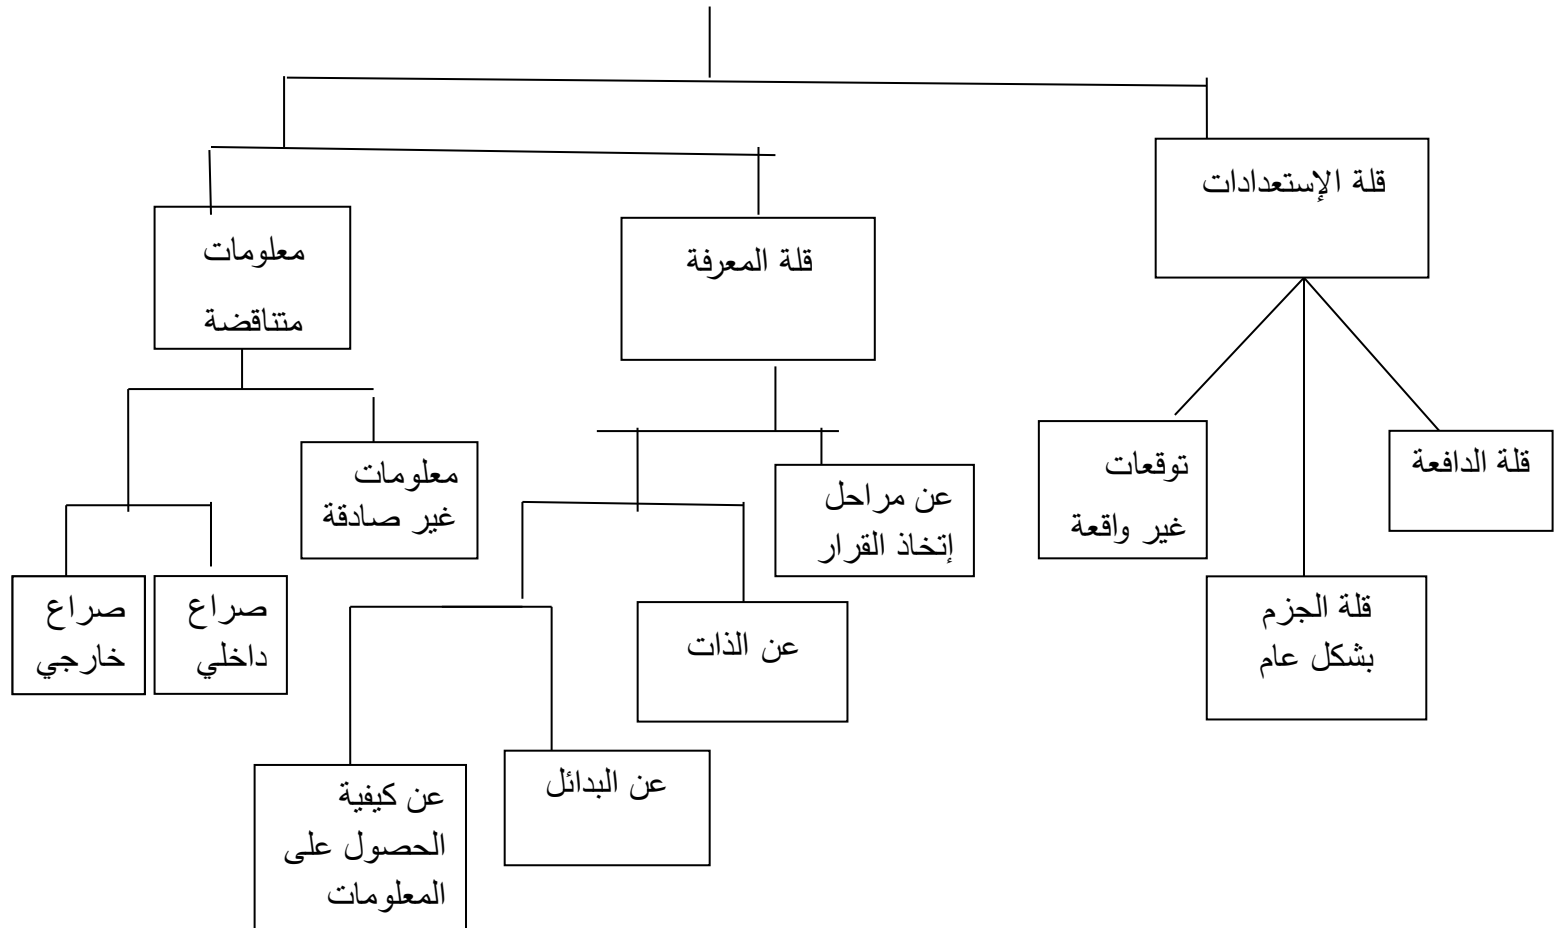 قلة الإستعدادات
قلة المعرفة
معلومات
متناقضة
قلة الدافعة
توقعات
غير واقعة
قلة الجزم
بشكل عام
عن مراحل
إتخاذ القرار
عن الذات
عن البدائل
عن كيفية
الحصول على
المعلومات
معلومات
غير صادقة
صراع
داخلي
صراع
خارجي